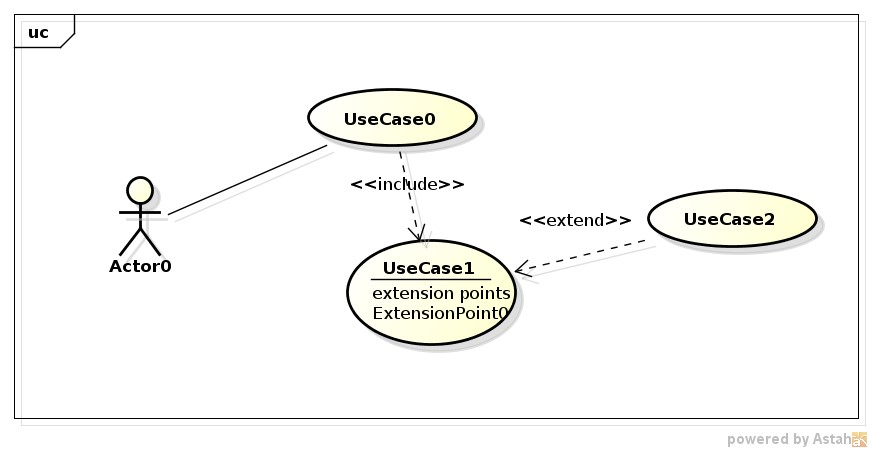 uc
UseCase0
<<include>>
UseCase2
<<extend>>
Actor0
UseCase1
extension points
ExtensionPoint0
powered by Astah